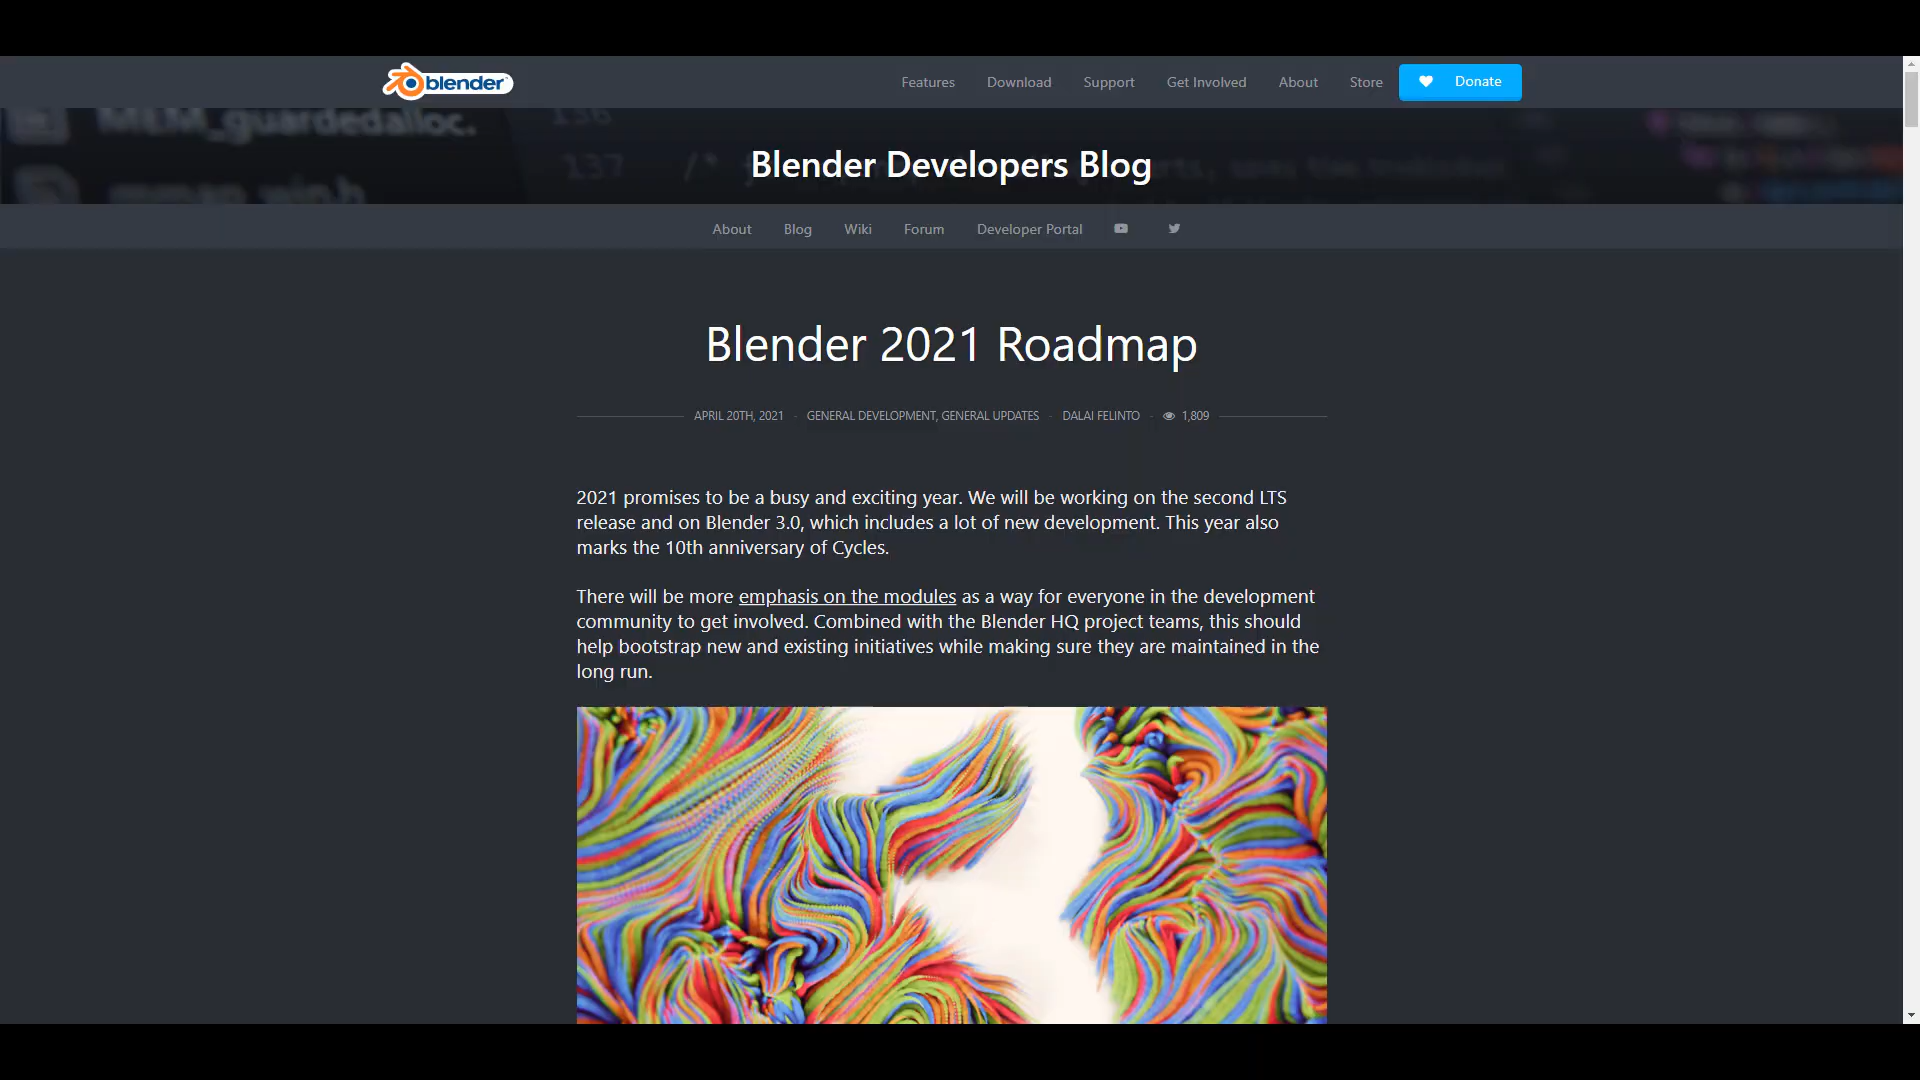 blender
Features Download Support Get Involved About Store Donate
MEM_guardedalloc.
136
137 /*
mmap_win.h
Blender Developers Blog
About Blog Wiki Forum Developer Portal
Blender 2021 Roadmap
APRIL 20TH, 2021 - GENERAL DEVELOPMENT, GENERAL UPDATES - DALAI FELINTO - 1,809
2021 promises to be a busy and exciting year. We will be working on the second LTS
release and on Blender 3.0, which includes a lot of new development. This year also
marks the 10th anniversary of Cycles.
There will be more emphasis on the modules as a way for everyone in the development
community to get involved. Combined with the Blender HQ project teams, this should
help bootstrap new and existing initiatives while making sure they are maintained in the
long run.